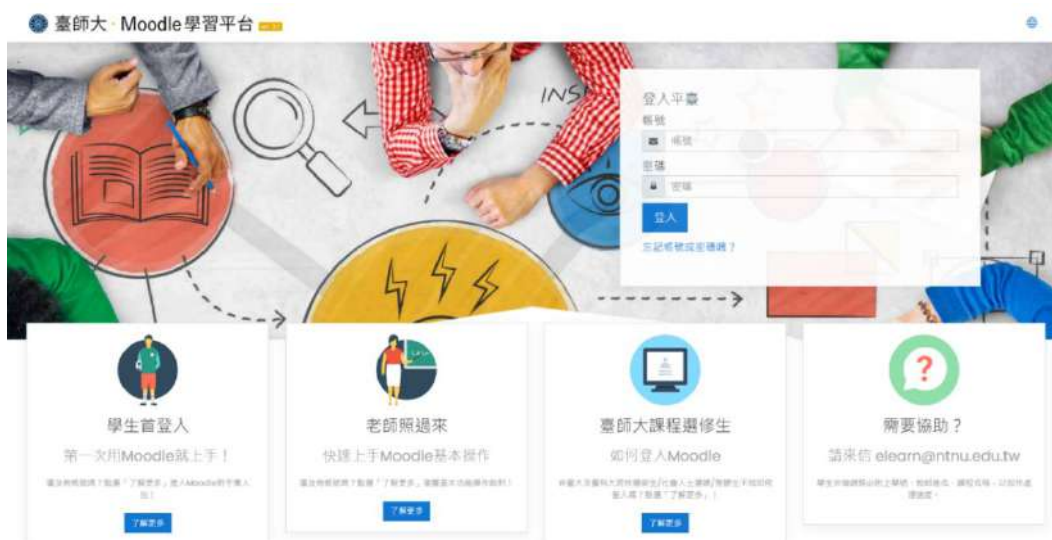 臺師大 · Moodle學習平台
INS
登入平臺
帳號
帳號
密碼
密碼
登入
忘記帳號或密碼嗎？
學生首登入
第一次用Moodle就上手！
了解更多
老師照過來
快速上手Moodle基本操作
了解更多
臺師大課程選修生
如何登入Moodle
了解更多
需要協助？
請來信 elearn@ntnu.edu.tw